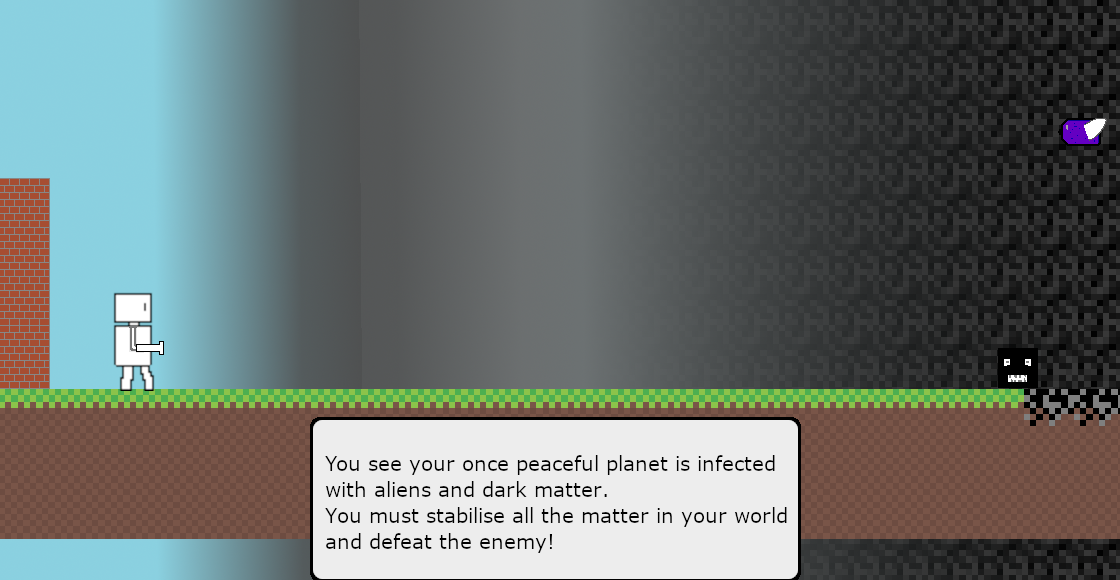 You see your once peaceful planet is infected
with aliens and dark matter.
You must stabilise all the matter in your world
and defeat the enemy!